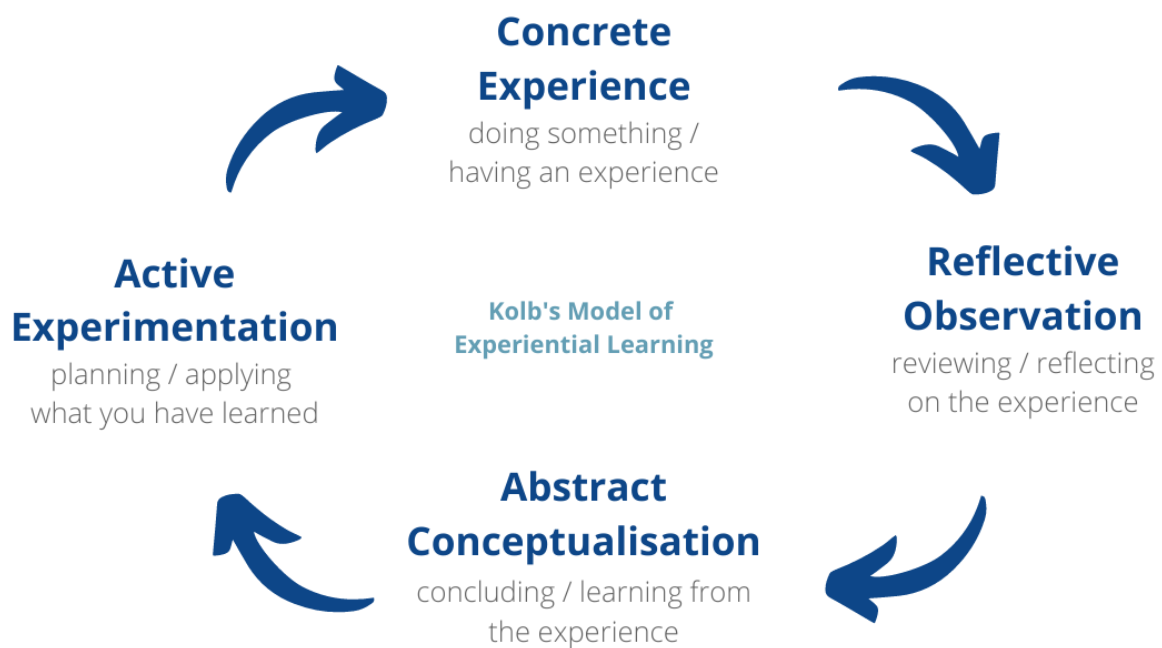 Concrete
Experience
doing something /
having an experience
Reflective
Observation
reviewing / reflecting
on the experience
Abstract
Conceptualisation
concluding / learning from
the experience
Active
Experimentation
planning / applying
what you have learned
Kolb's Model of
Experiential Learning